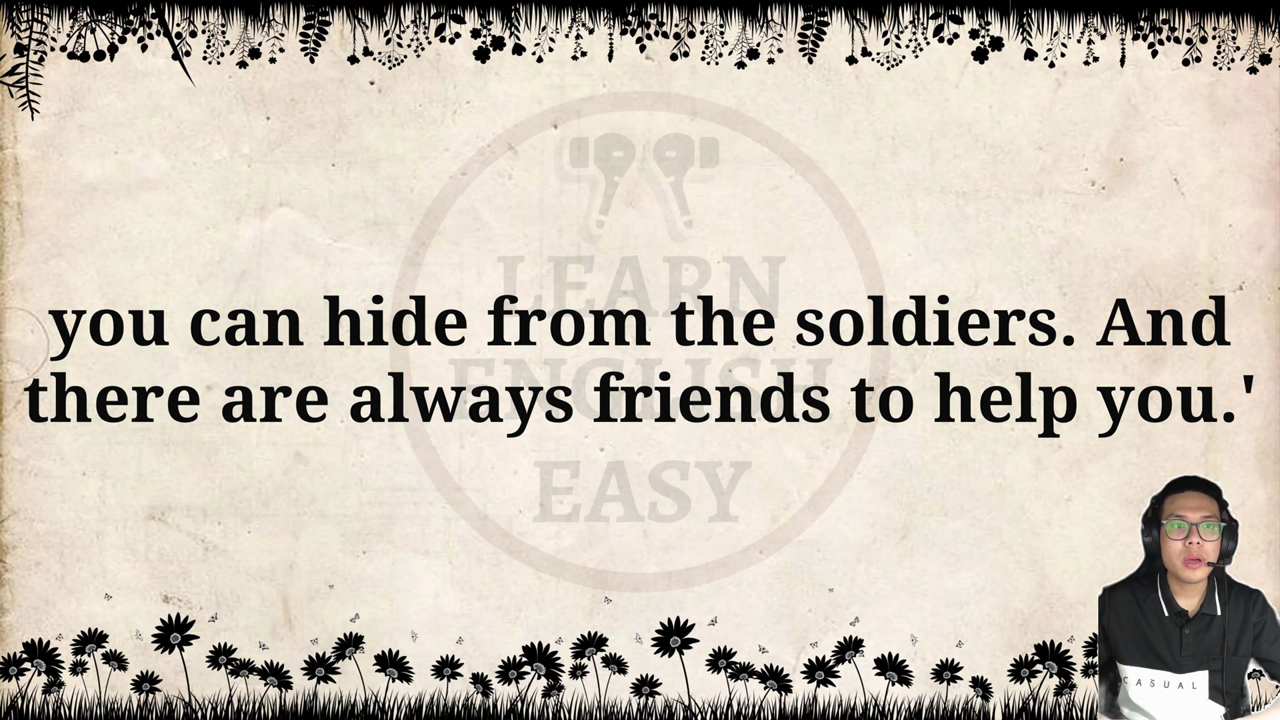 you can hide from the soldiers. And
there are always friends to help you.'
LEARN
ENGLISH
EASY
CASUAL